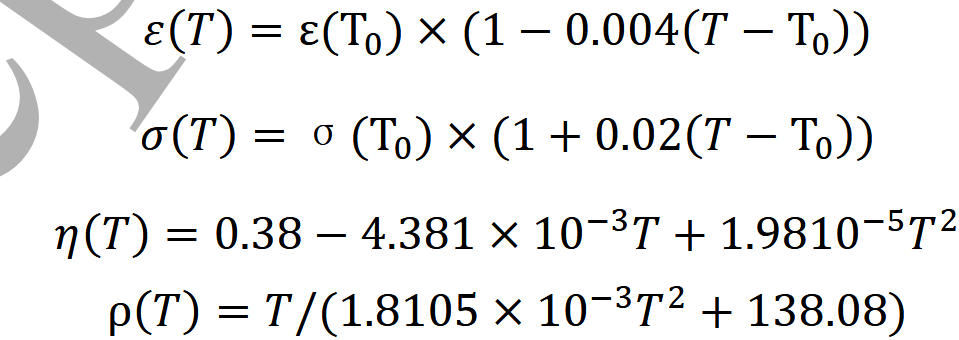 ε(T) = ε(T₀) × (1 − 0.004(T − T₀))
σ(T) = σ (T₀) × (1 + 0.02(T − T₀))
η(T) = 0.38 − 4.381 × 10⁻³T + 1.9810⁻⁵T²
ρ(T) = T/(1.8105 × 10⁻³T² + 138.08)